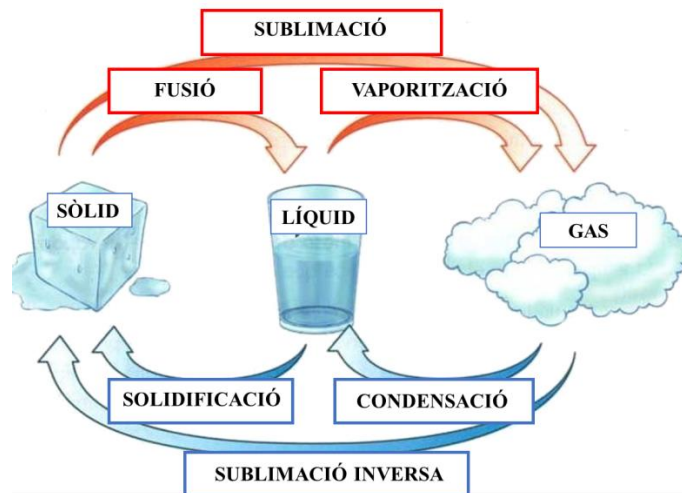 SUBLIMACIÓ
FUSIÓ
VAPORITZACIÓ
SÒLID
LÍQUID
GAS
SOLIDIFICACIÓ
CONDENSACIÓ
SUBLIMACIÓ INVERSA